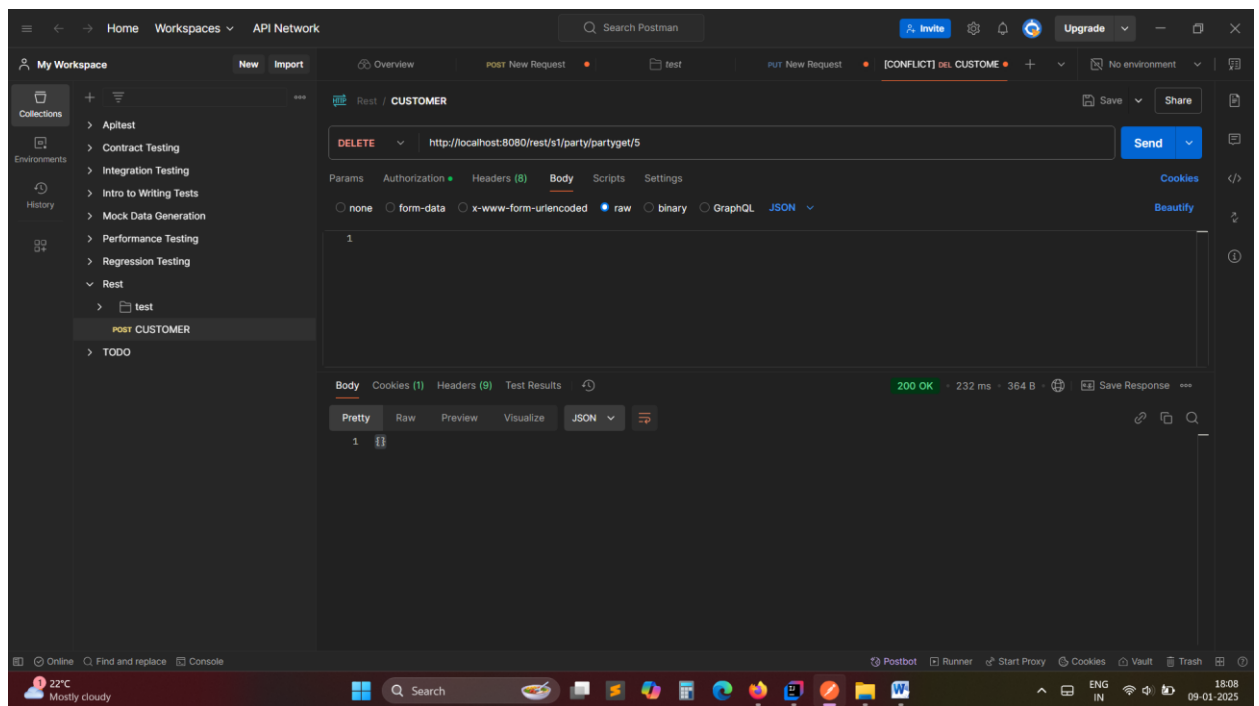 Home Workspaces API Network Search Postman Invite Upgrade
My Workspace New Import Overview POST New Request test PUT New Request [CONFLICT] DEL CUSTOME No environment
Collections
Environments
History
Apitest
Contract Testing
Integration Testing
Intro to Writing Tests
Mock Data Generation
Performance Testing
Regression Testing
Rest
test
POST CUSTOMER
TODO
HTTP Rest / CUSTOMER Save Share
DELETE http://localhost:8080/rest/s1/party/partyget/5 Send
Params Authorization Headers (8) Body Scripts Settings Cookies
none form-data x-www-form-urlencoded raw binary GraphQL JSON Beautify
1
Body Cookies (1) Headers (9) Test Results 200 OK 232 ms 364 B Save Response
Pretty Raw Preview Visualize JSON
1 {}
Online Find and replace Console Postbot Runner Start Proxy Cookies Vault Trash
1 22°C
Mostly cloudy
Search
ENG
IN
18:08
09-01-2025